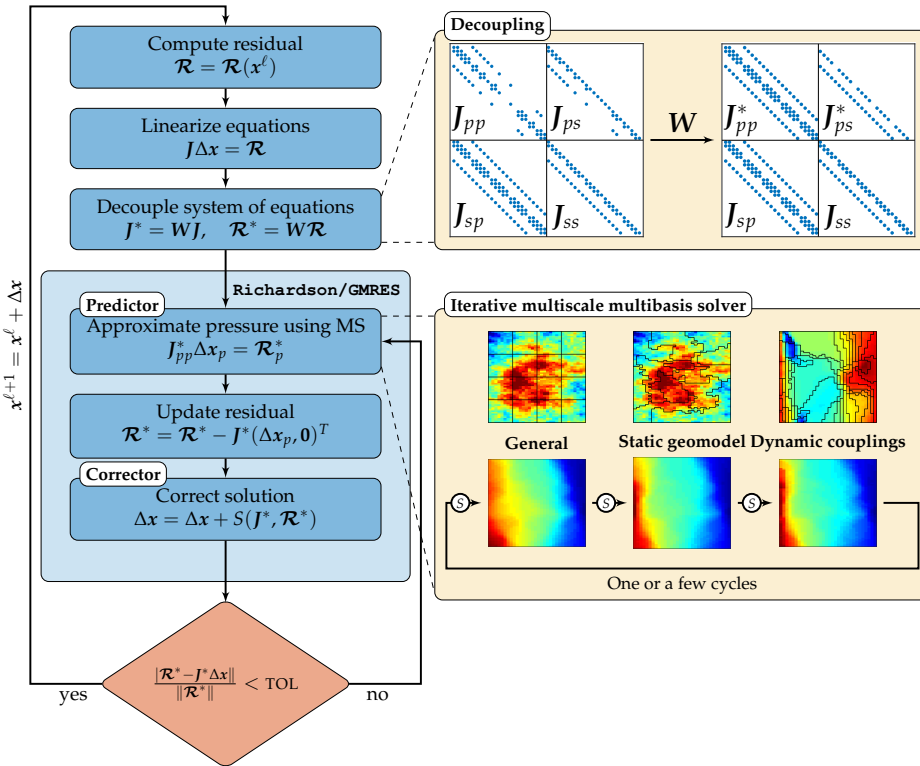 Compute residual
𝓡 = 𝓡(x^ℓ)
Linearize equations
JΔx = 𝓡
Decouple system of equations
J* = WJ, 𝓡* = W𝓡
Richardson/GMRES
Predictor
Approximate pressure using MS
J*_pp Δx_p = 𝓡*_p
Update residual
𝓡* = 𝓡* − J*(Δx_p, 0)^T
Corrector
Correct solution
Δx = Δx + S(J*, 𝓡*)
|𝓡*−J*Δx‖ / ‖𝓡*‖ < TOL
yes
no
x^{ℓ+1} = x^ℓ + Δx
Decoupling
J_pp
J_ps
J_sp
J_ss
W
J*_pp
J*_ps
J_sp
J_ss
Iterative multiscale multibasis solver
General
Static geomodel
Dynamic couplings
S
S
S
One or a few cycles